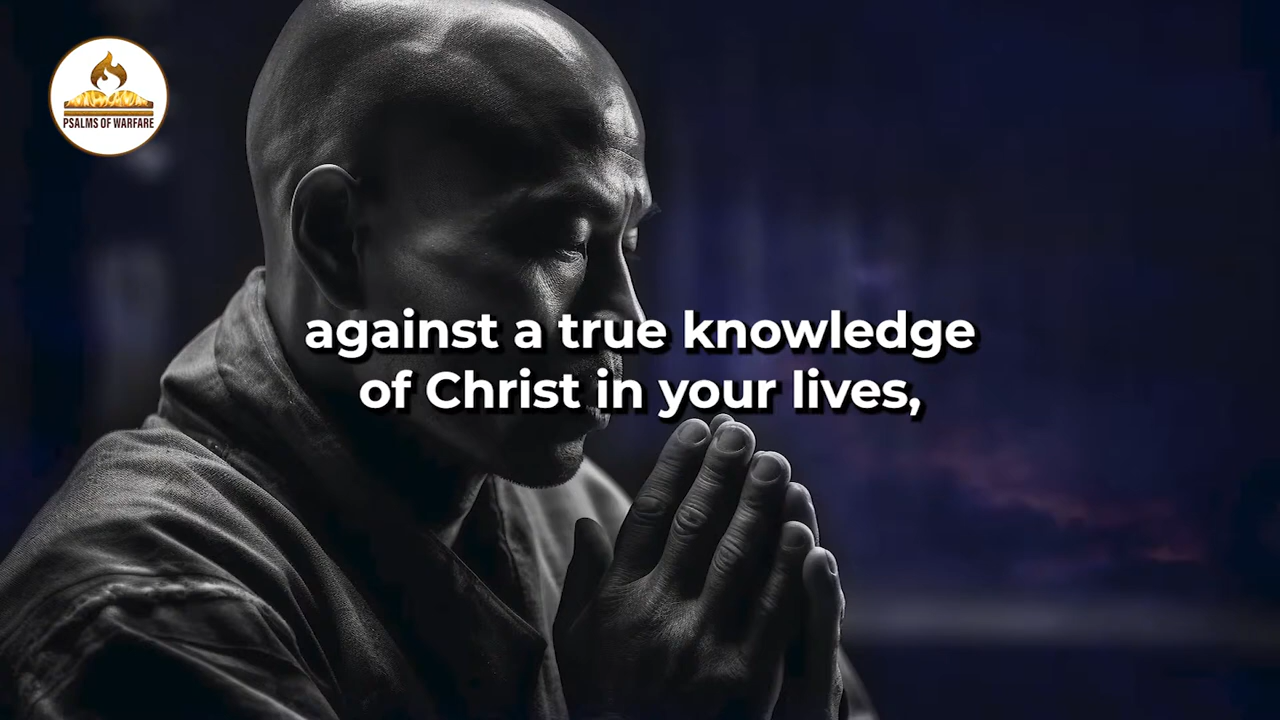 PSALMS OF WARFARE
against a true knowledge
of Christ in your lives,